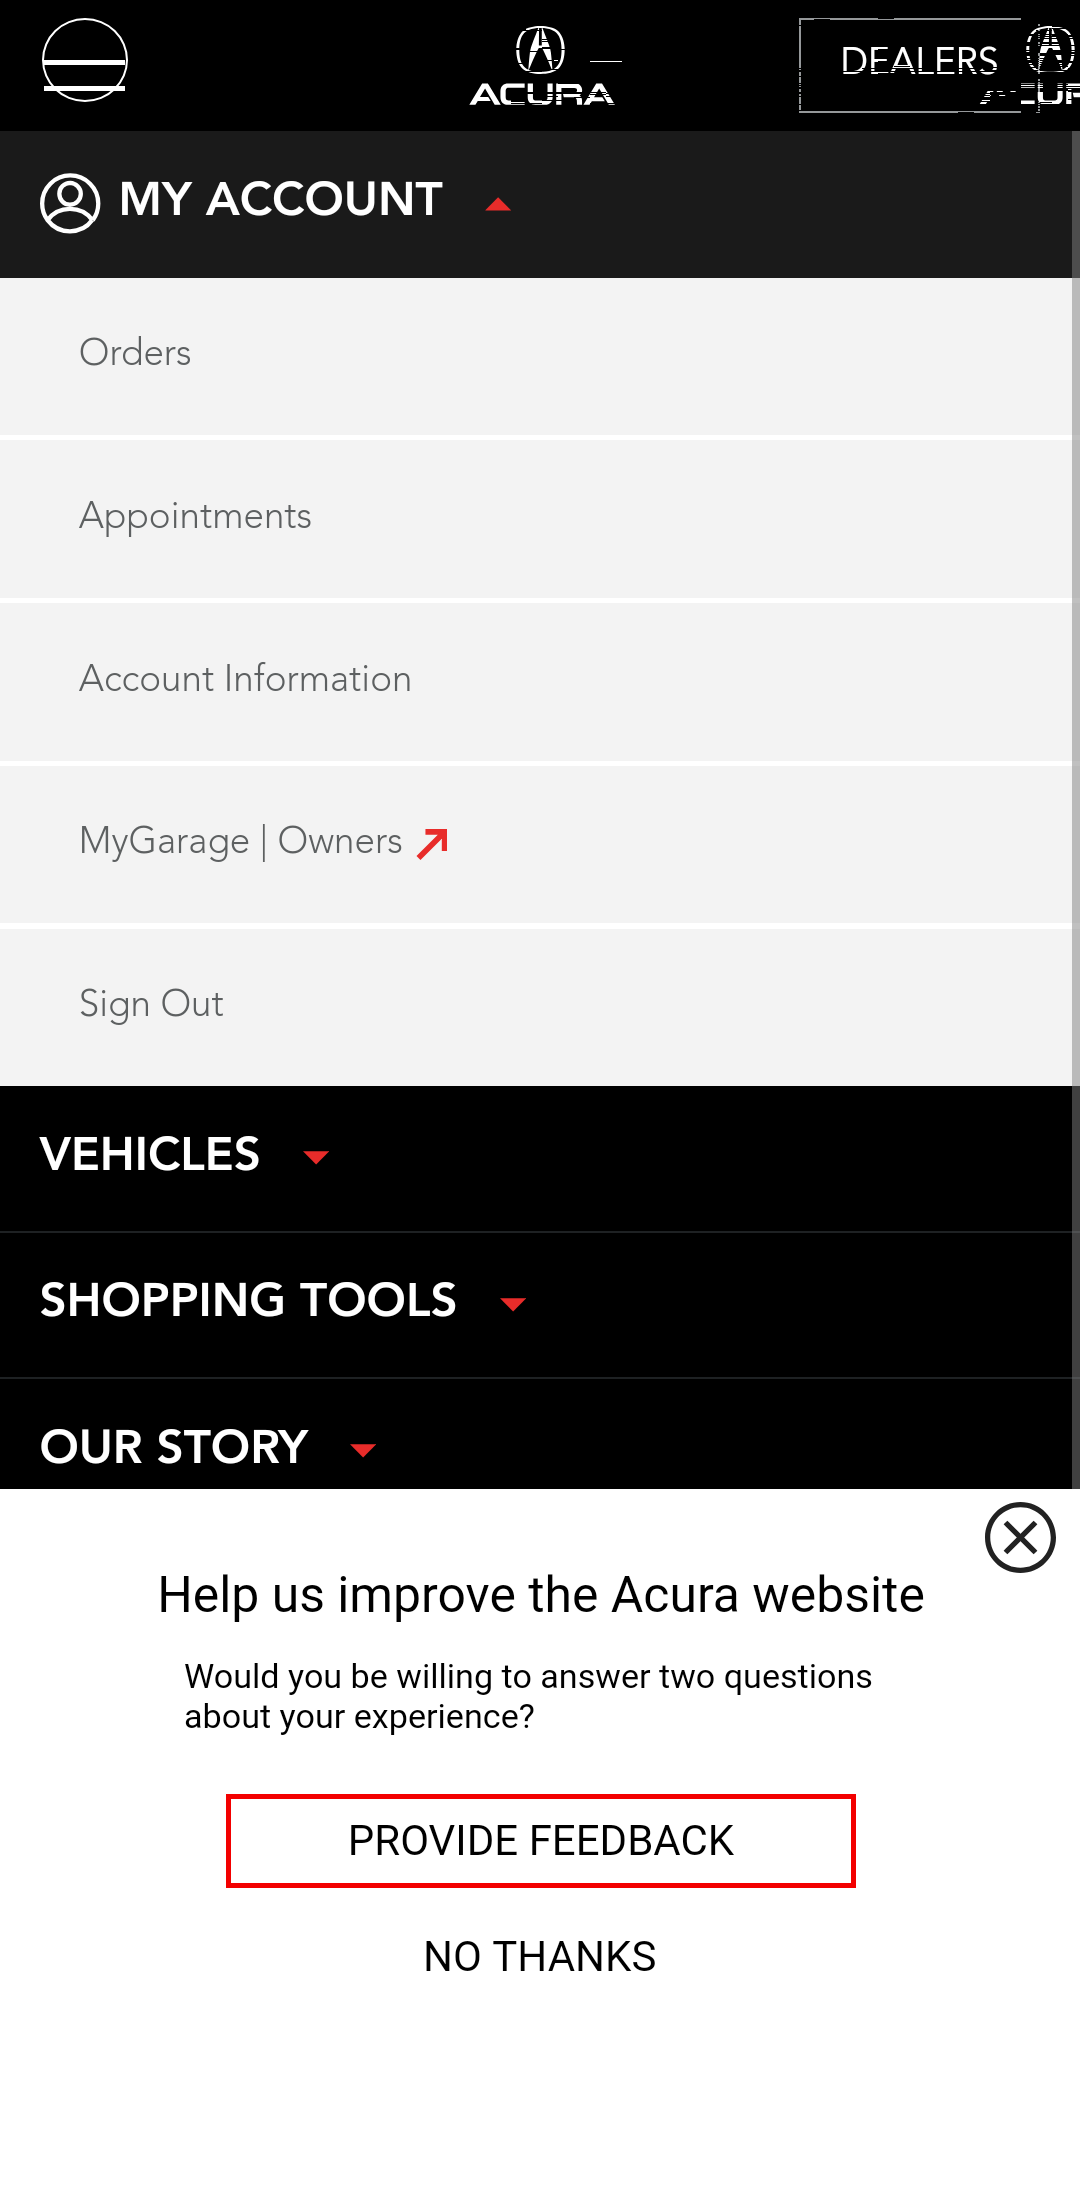 ACURA
DEALERS
MY ACCOUNT
Orders
Appointments
Account Information
MyGarage | Owners
Sign Out
VEHICLES
SHOPPING TOOLS
OUR STORY
Help us improve the Acura website
Would you be willing to answer two questions
about your experience?
PROVIDE FEEDBACK
NO THANKS